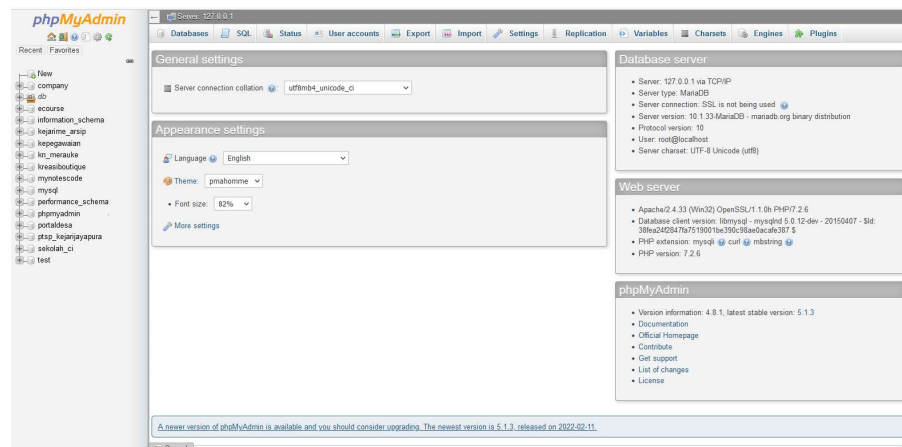 phpMyAdmin
Recent Favorites
New
company
db
ecourse
information_schema
kejarime_arsip
kepegawaian
kn_merauke
kreasiboutique
mynotescode
mysql
performance_schema
phpmyadmin
portaldesa
ptsp_kejarijayapura
sekolah_ci
test
Server: 127.0.0.1
Databases SQL Status User accounts Export Import Settings Replication Variables Charsets Engines Plugins
General settings
Server connection collation : utf8mb4_unicode_ci
Appearance settings
Language English
Theme: pmahomme
• Font size: 82%
More settings
Database server
• Server: 127.0.0.1 via TCP/IP
• Server type: MariaDB
• Server connection: SSL is not being used
• Server version: 10.1.33-MariaDB - mariadb.org binary distribution
• Protocol version: 10
• User: root@localhost
• Server charset: UTF-8 Unicode (utf8)
Web server
• Apache/2.4.33 (Win32) OpenSSL/1.1.0h PHP/7.2.6
• Database client version: libmysql - mysqlnd 5.0.12-dev - 20150407 - $Id:
38fea24f2847fa7519001be390c98ae0acafe387 $
• PHP extension: mysqli curl mbstring
• PHP version: 7.2.6
phpMyAdmin
• Version information: 4.8.1, latest stable version: 5.1.3
• Documentation
• Official Homepage
• Contribute
• Get support
• List of changes
• License
A newer version of phpMyAdmin is available and you should consider upgrading. The newest version is 5.1.3, released on 2022-02-11.